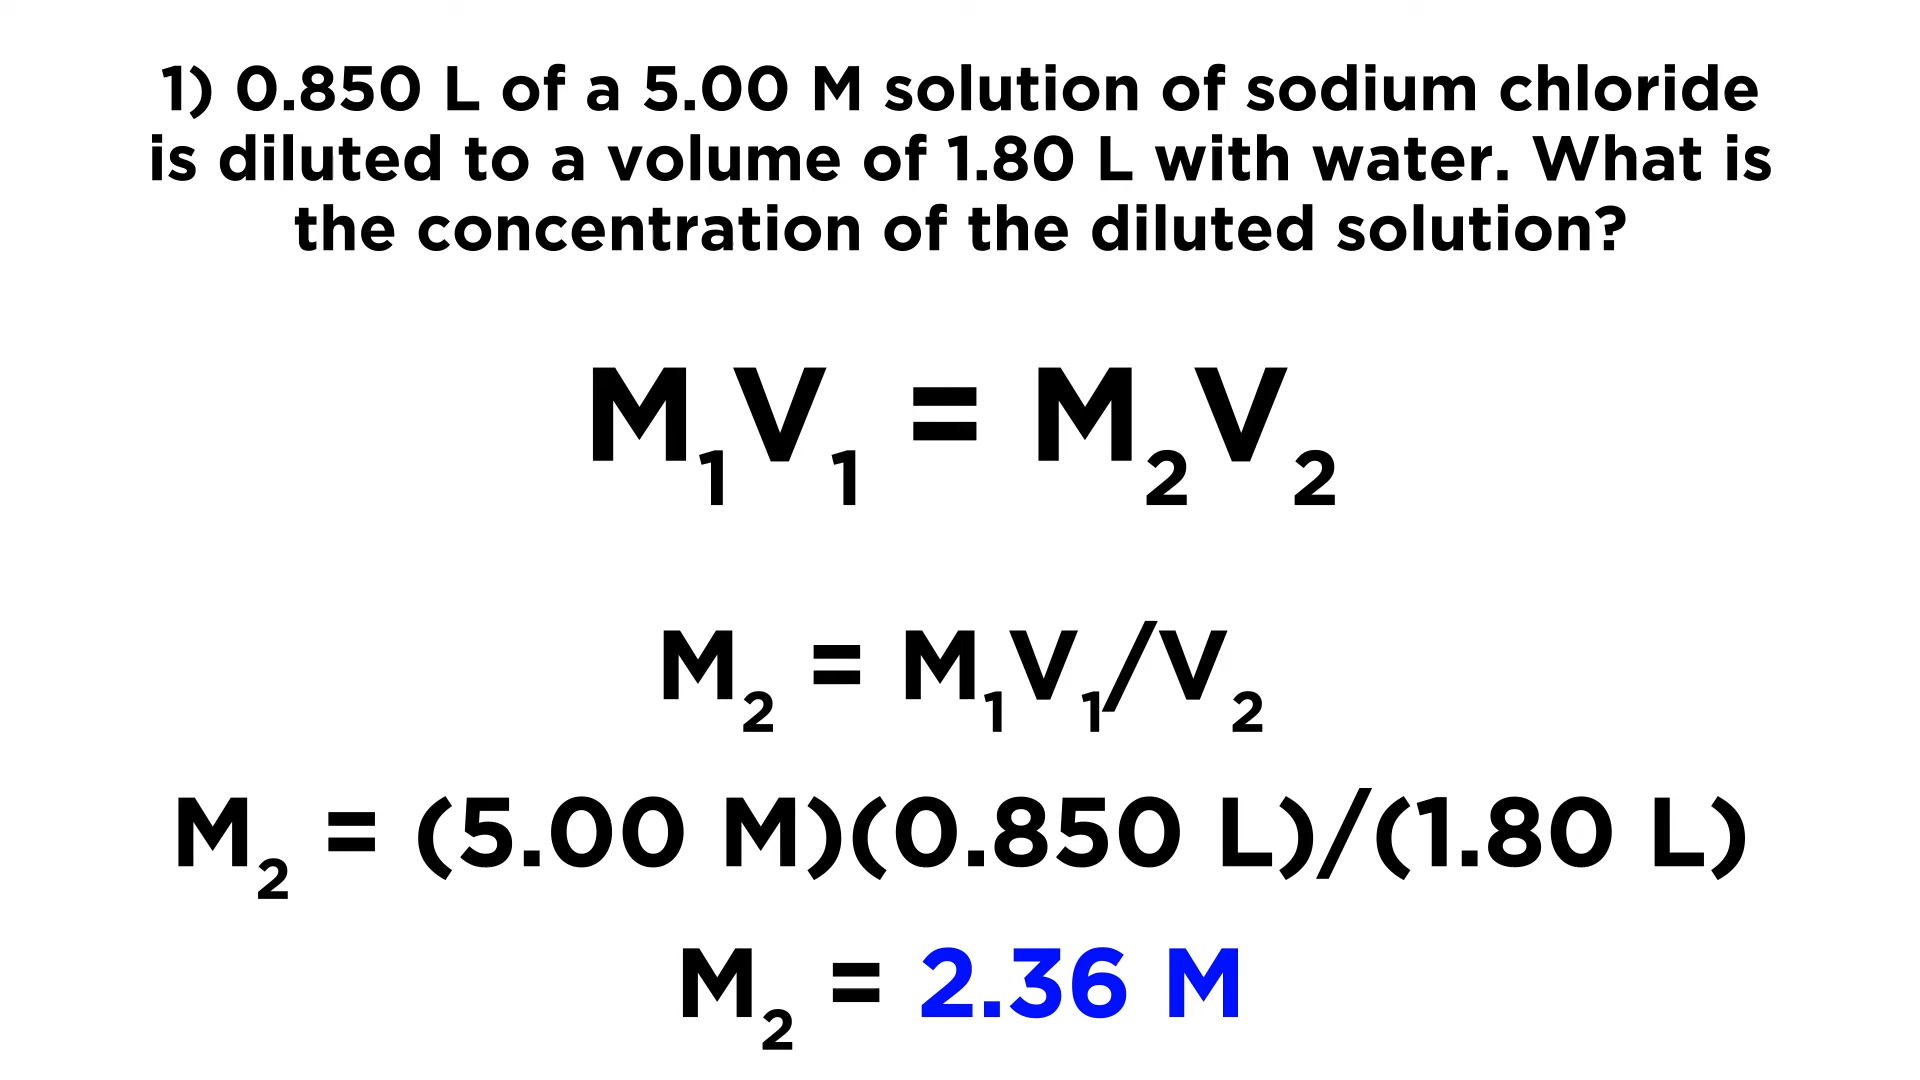 1) 0.850 L of a 5.00 M solution of sodium chloride
is diluted to a volume of 1.80 L with water. What is
the concentration of the diluted solution?
M₁V₁ = M₂V₂
M₂ = M₁V₁/V₂
M₂ = (5.00 M)(0.850 L)/(1.80 L)
M₂ = 2.36 M